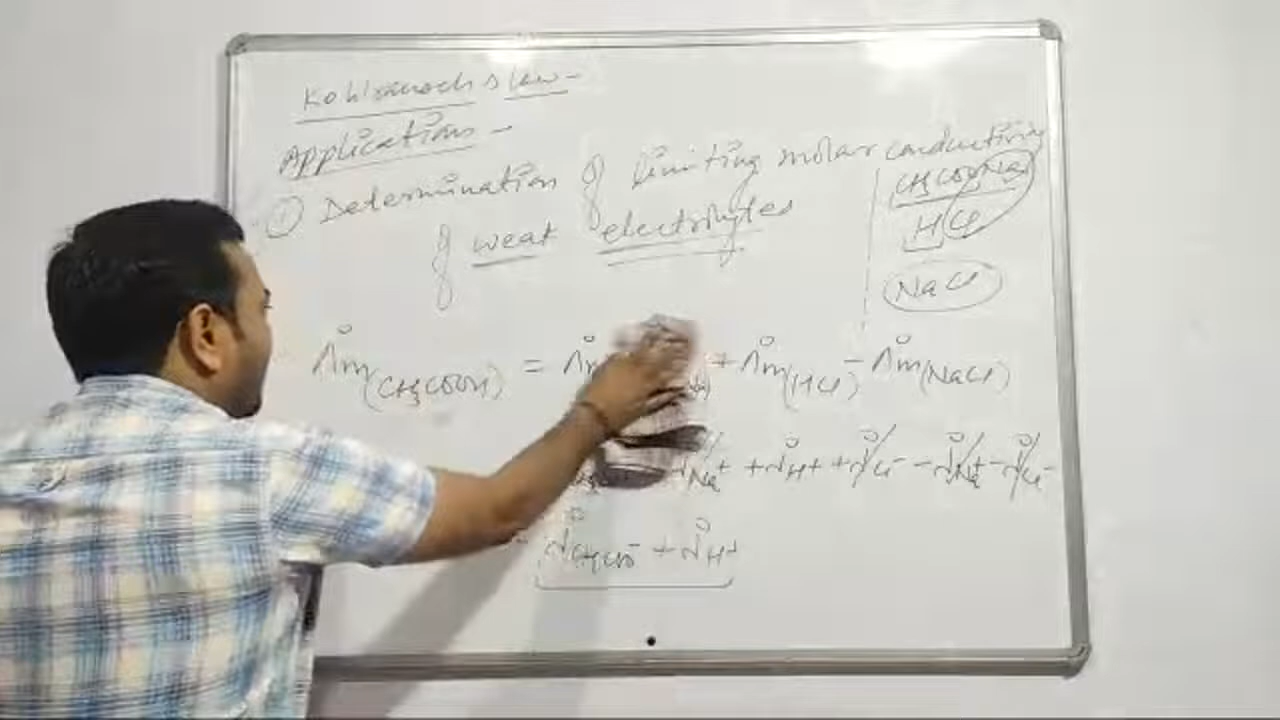 Kohlrausch s law -
Applications -
① Determination of limiting molar conductivity
of weak electrolytes
CH3COONa
HCl
NaCl
Λ°m(CH3COOH) = Λ°m + Λ°m(HCl) - Λ°m(NaCl)
λ°Na+ + λ°H+ + λ°Cl- - λ°Na+ - λ°Cl-
= λ°CH3COO- + λ°H+